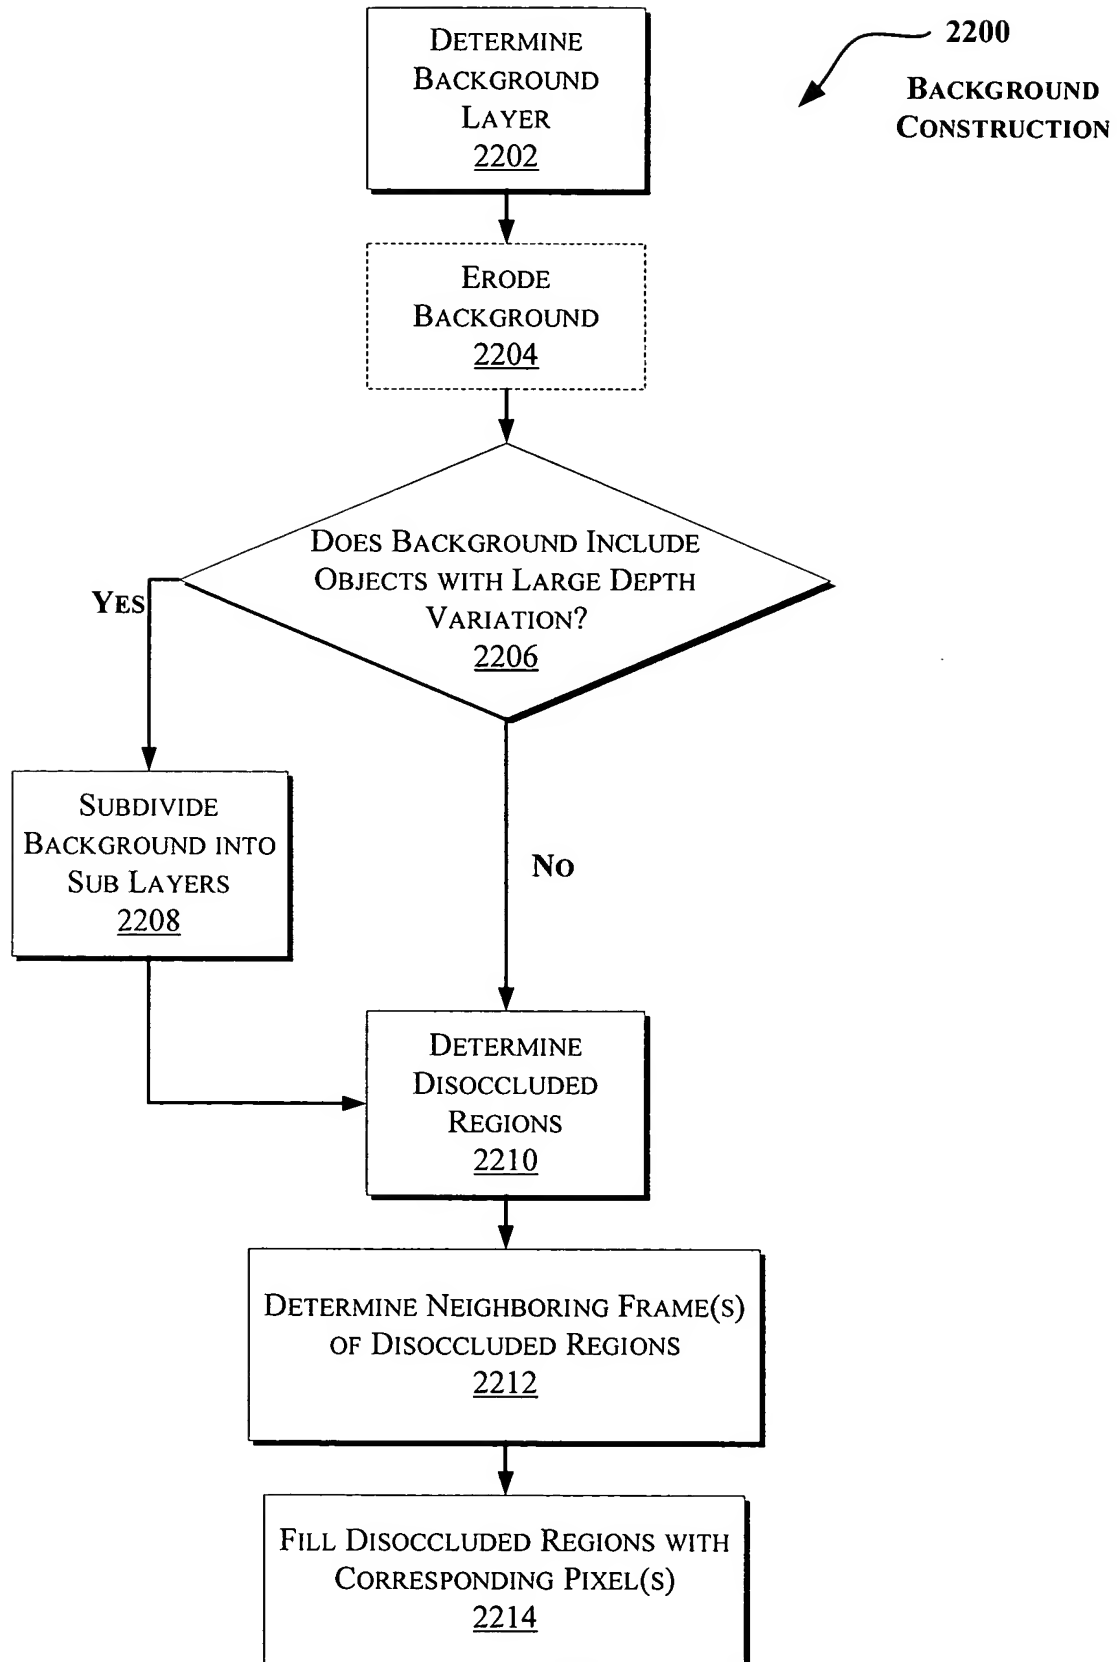 2200
BACKGROUND
CONSTRUCTION
DETERMINE
BACKGROUND
LAYER
2202
ERODE
BACKGROUND
2204
DOES BACKGROUND INCLUDE
OBJECTS WITH LARGE DEPTH
VARIATION?
2206
YES
SUBDIVIDE
BACKGROUND INTO
SUB LAYERS
2208
NO
DETERMINE
DISOCCLUDED
REGIONS
2210
DETERMINE NEIGHBORING FRAME(S)
OF DISOCCLUDED REGIONS
2212
FILL DISOCCLUDED REGIONS WITH
CORRESPONDING PIXEL(S)
2214